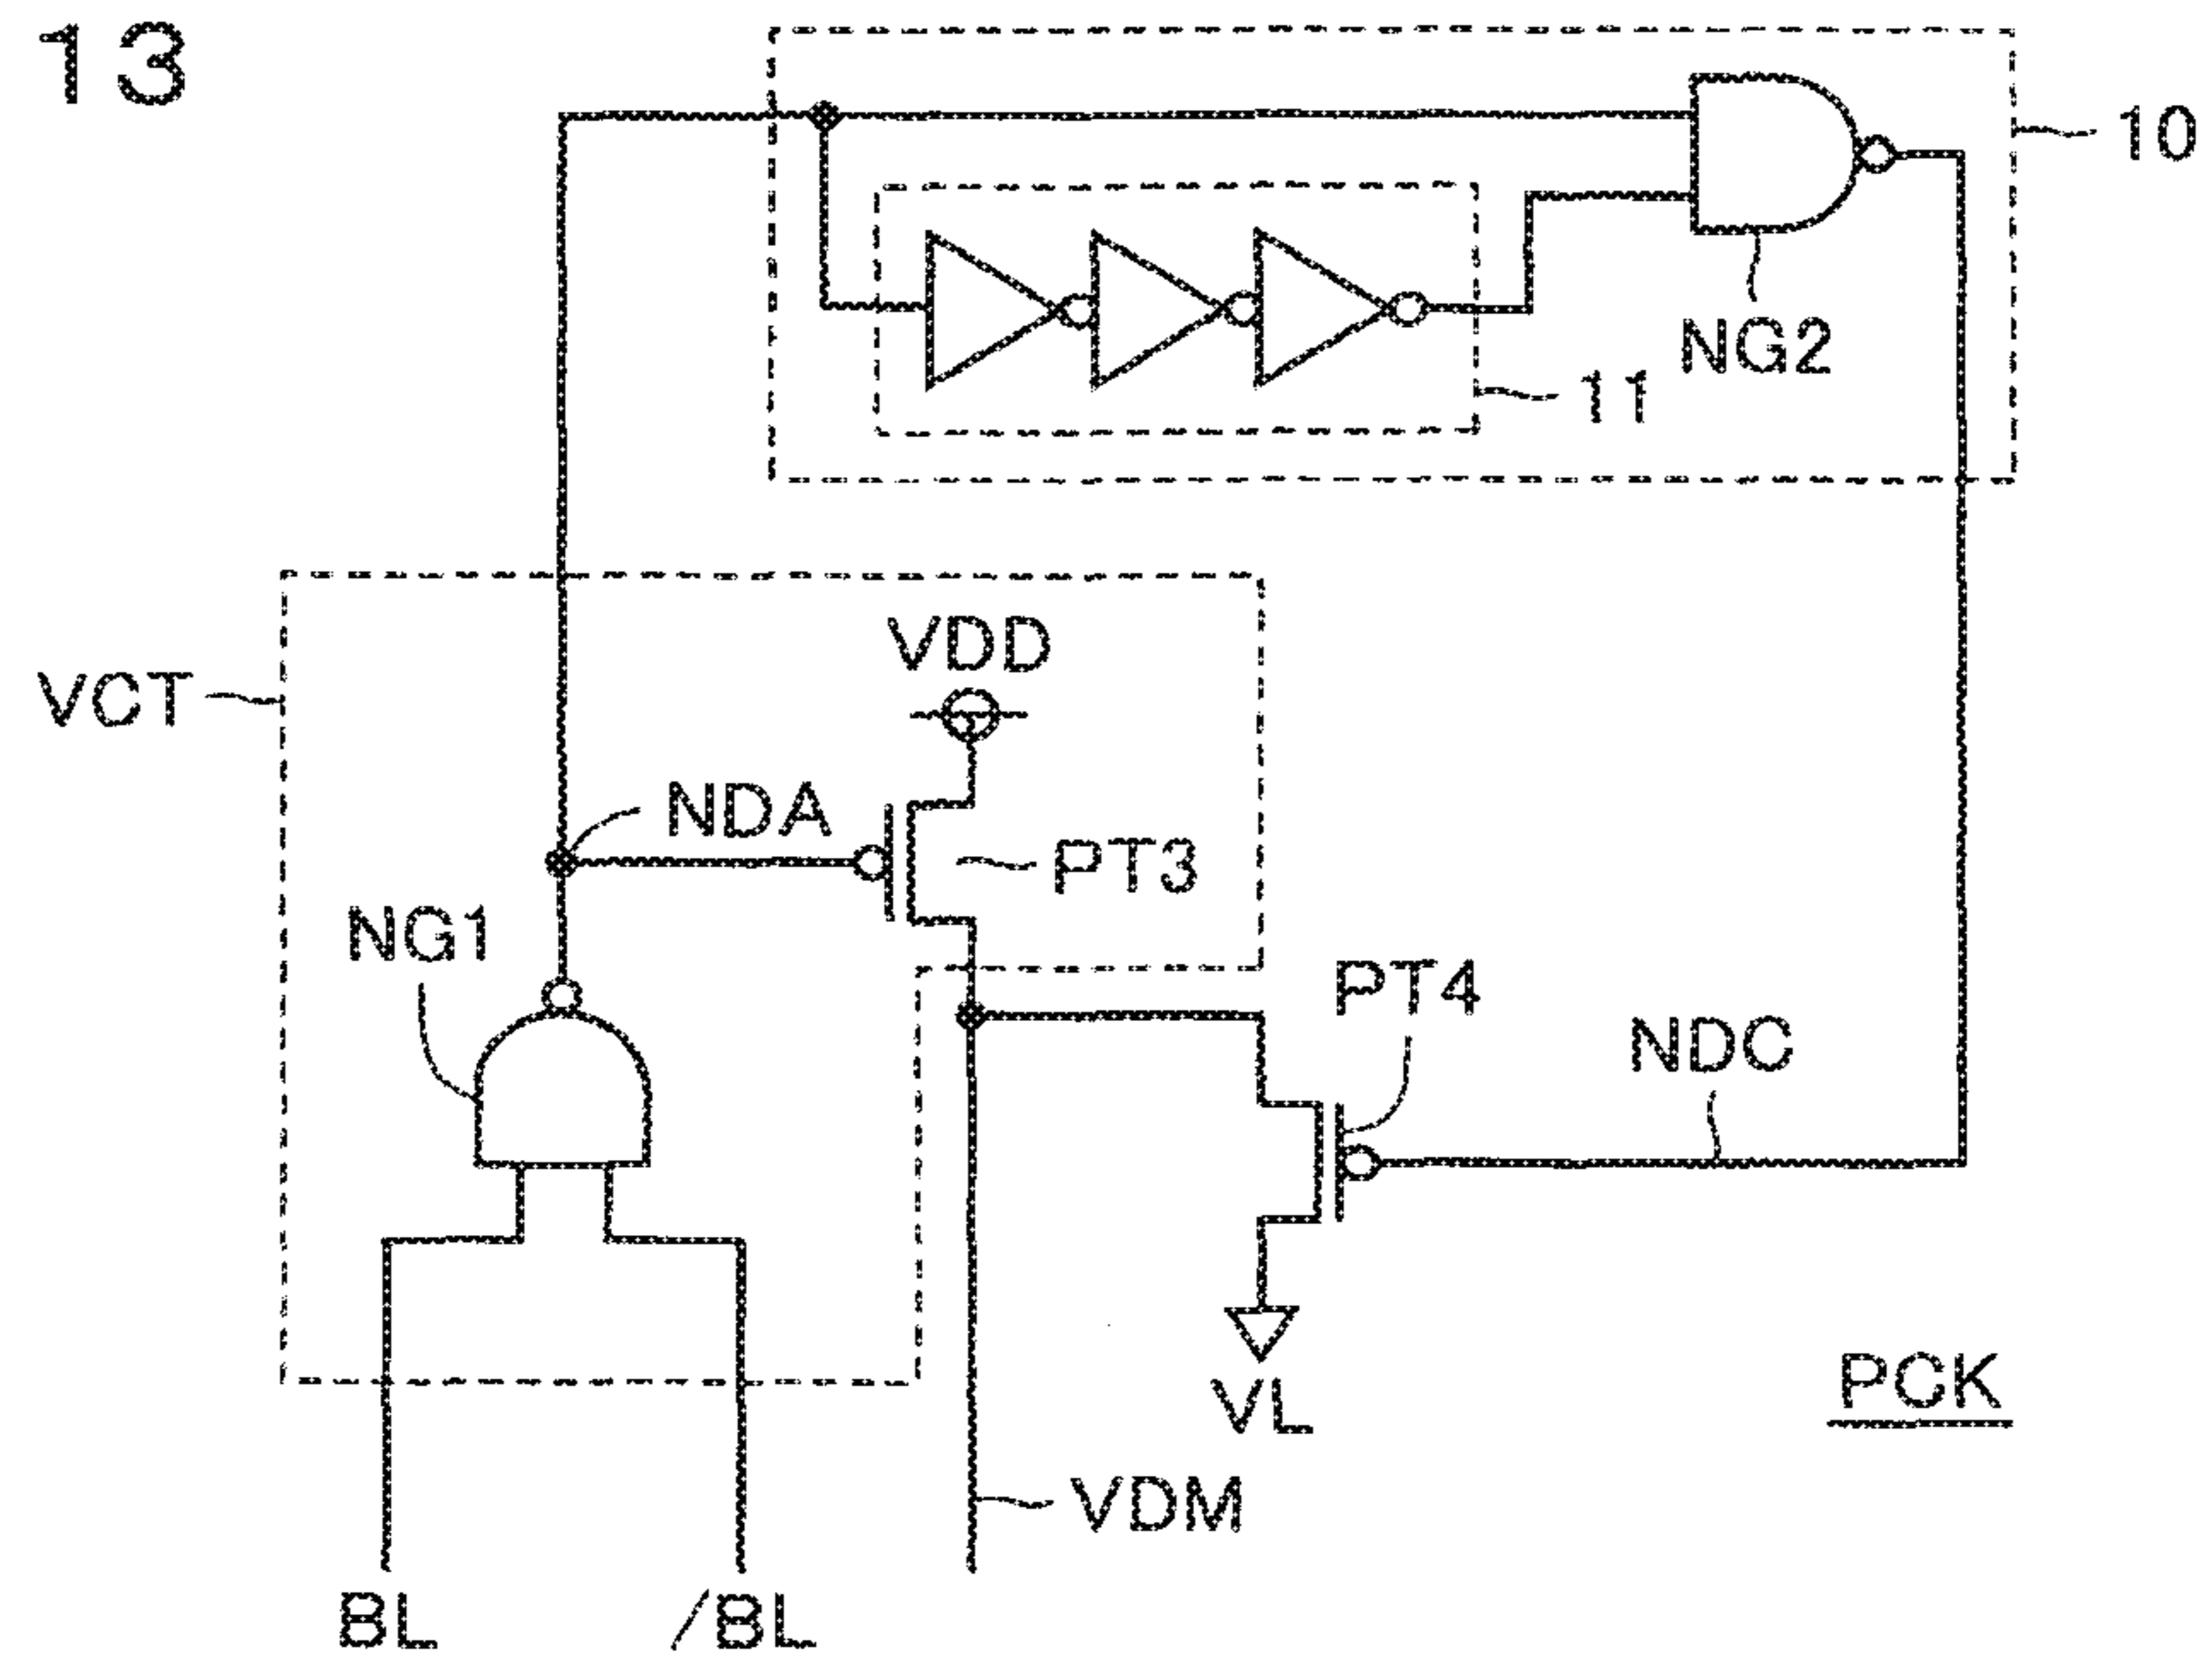 13
10
NG2
11
VDD
VCT
NDA
PT3
NG1
PT4
NDC
VL
PCK
VDM
BL
/BL